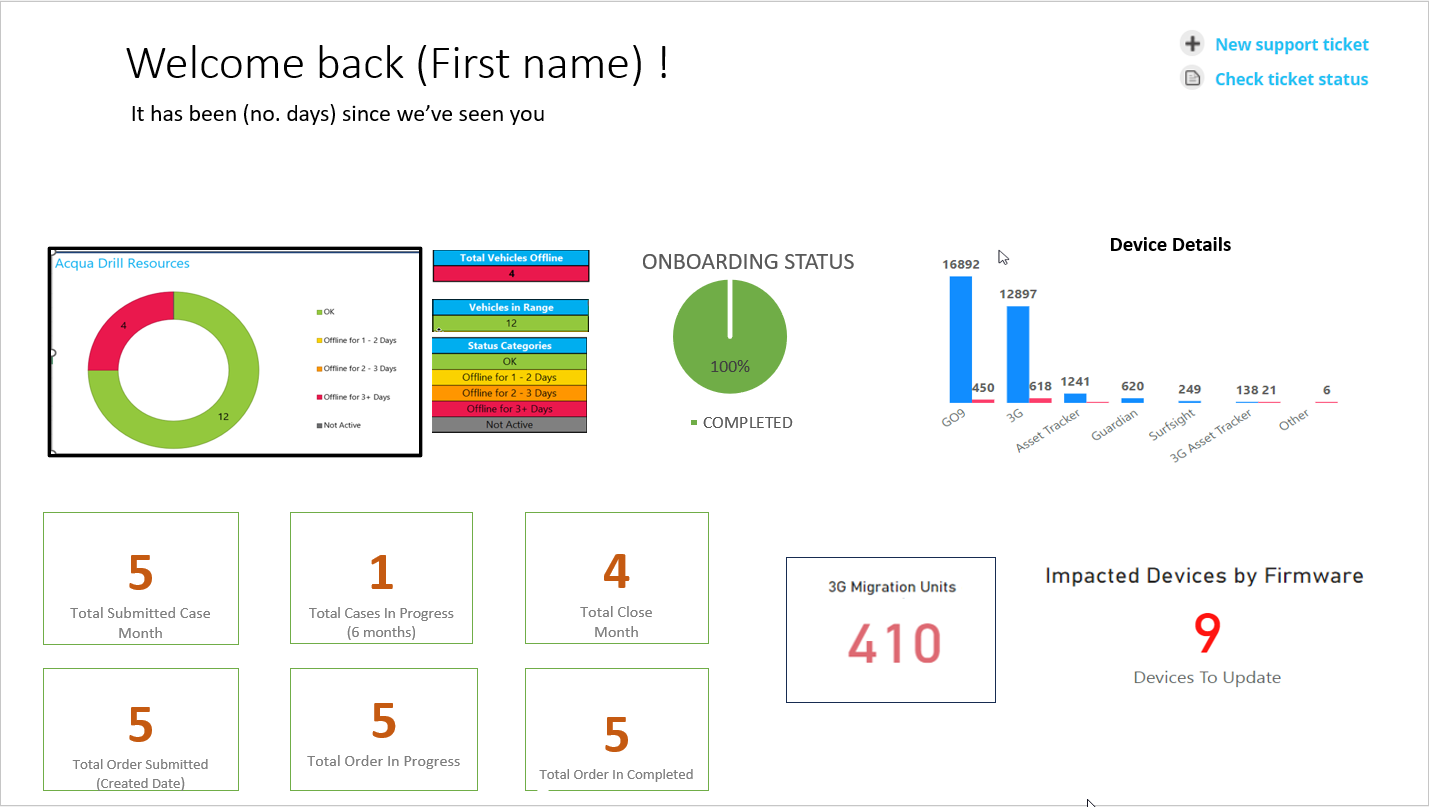 Welcome back (First name) !
It has been (no. days) since we’ve seen you
New support ticket
Check ticket status
Acqua Drill Resources
4
12
OK
Offline for 1 - 2 Days
Offline for 2 - 3 Days
Offline for 3+ Days
Not Active
Total Vehicles Offline
4
Vehicles in Range
12
Status Categories
OK
Offline for 1 - 2 Days
Offline for 2 - 3 Days
Offline for 3+ Days
Not Active
ONBOARDING STATUS
100%
COMPLETED
Device Details
16892
450
12897
618
1241
620
249
138 21
6
GO9
3G
Asset Tracker
Guardian
Surfsight
3G Asset Tracker
Other
5
Total Submitted Case
Month
1
Total Cases In Progress
(6 months)
4
Total Close
Month
5
Total Order Submitted
(Created Date)
5
Total Order In Progress
5
Total Order In Completed
3G Migration Units
410
Impacted Devices by Firmware
9
Devices To Update